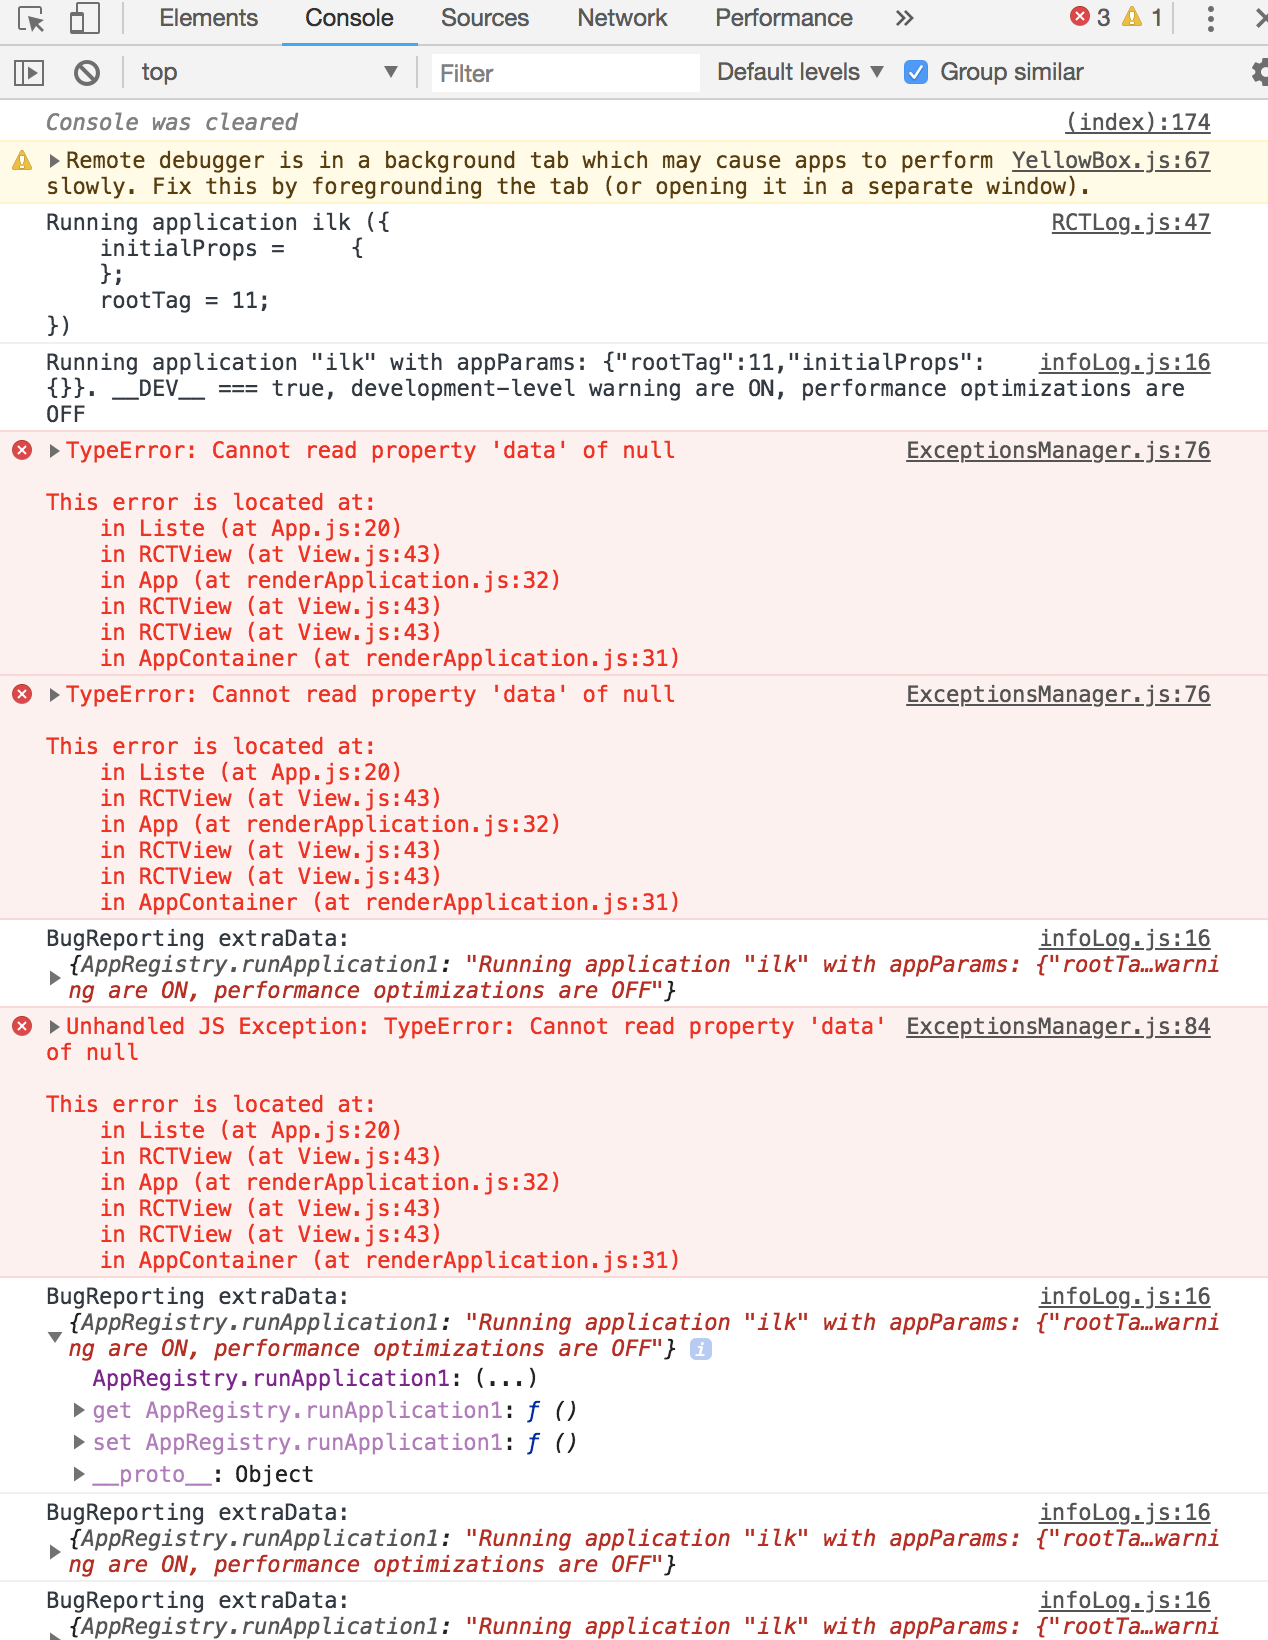 Elements Console Sources Network Performance » 3 1
top Filter Default levels Group similar
Console was cleared (index):174
Remote debugger is in a background tab which may cause apps to perform YellowBox.js:67
slowly. Fix this by foregrounding the tab (or opening it in a separate window).
Running application ilk ({ RCTLog.js:47
initialProps = {
};
rootTag = 11;
})
Running application "ilk" with appParams: {"rootTag":11,"initialProps": infoLog.js:16
{}}. __DEV__ === true, development-level warning are ON, performance optimizations are
OFF
TypeError: Cannot read property 'data' of null ExceptionsManager.js:76
This error is located at:
in Liste (at App.js:20)
in RCTView (at View.js:43)
in App (at renderApplication.js:32)
in RCTView (at View.js:43)
in RCTView (at View.js:43)
in AppContainer (at renderApplication.js:31)
TypeError: Cannot read property 'data' of null ExceptionsManager.js:76
This error is located at:
in Liste (at App.js:20)
in RCTView (at View.js:43)
in App (at renderApplication.js:32)
in RCTView (at View.js:43)
in RCTView (at View.js:43)
in AppContainer (at renderApplication.js:31)
BugReporting extraData: infoLog.js:16
{AppRegistry.runApplication1: "Running application "ilk" with appParams: {"rootTa…warni
ng are ON, performance optimizations are OFF"}
Unhandled JS Exception: TypeError: Cannot read property 'data' ExceptionsManager.js:84
of null
This error is located at:
in Liste (at App.js:20)
in RCTView (at View.js:43)
in App (at renderApplication.js:32)
in RCTView (at View.js:43)
in RCTView (at View.js:43)
in AppContainer (at renderApplication.js:31)
BugReporting extraData: infoLog.js:16
{AppRegistry.runApplication1: "Running application "ilk" with appParams: {"rootTa…warni
ng are ON, performance optimizations are OFF"} i
AppRegistry.runApplication1: (...)
get AppRegistry.runApplication1: ƒ ()
set AppRegistry.runApplication1: ƒ ()
__proto__: Object
BugReporting extraData: infoLog.js:16
{AppRegistry.runApplication1: "Running application "ilk" with appParams: {"rootTa…warni
ng are ON, performance optimizations are OFF"}
BugReporting extraData: infoLog.js:16
{AppRegistry.runApplication1: "Running application "ilk" with appParams: {"rootTa…warni